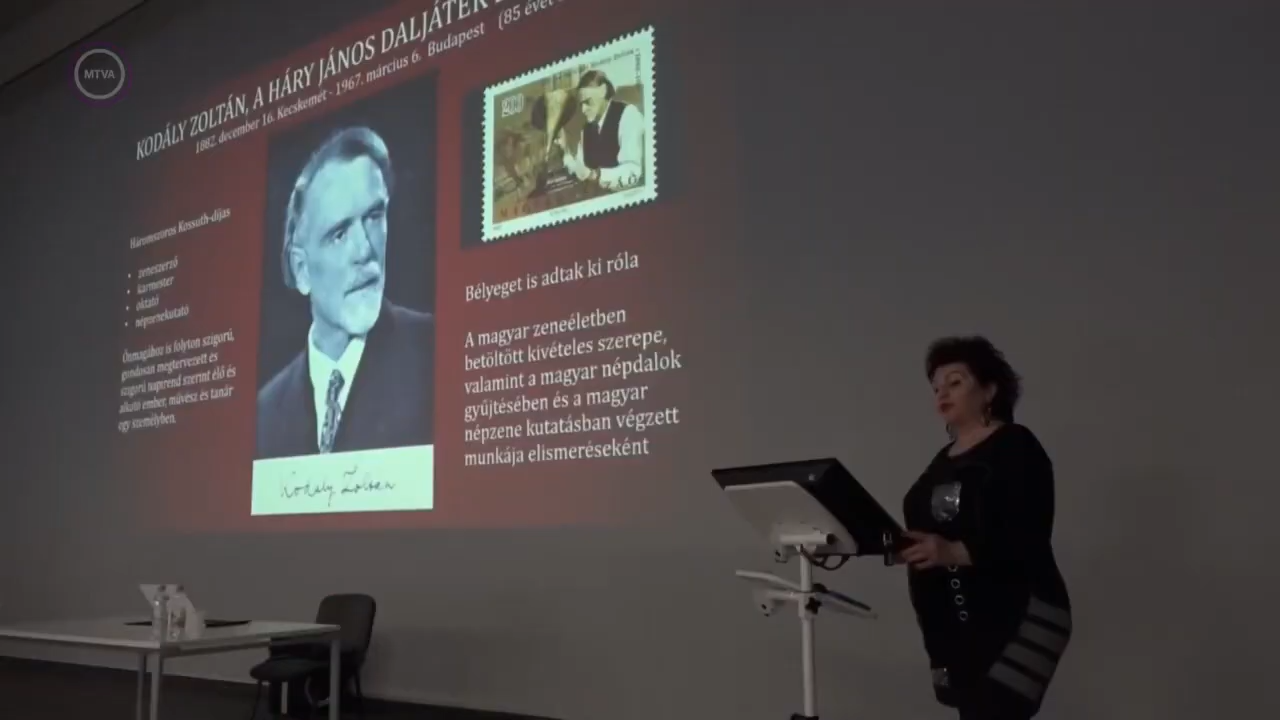 MTVA
KODÁLY ZOLTÁN, A HÁRY JÁNOS DALJÁTÉK
1882. december 16. Kecskemét - 1967. március 6. Budapest (85 éve
Háromszoros Kossuth-díjas
• zeneszerző
• karmester
• oktató
• népzenekutató
Önmagához is folyton szigorú,
gondosan megtervezett és
szigorú napirend szerint élő és
alkotó ember, művész és tanár
egy személyben.
Kodály Zoltán
200
Bélyeget is adtak ki róla
A magyar zeneéletben
betöltött kivételes szerepe,
valamint a magyar népdalok
gyűjtésében és a magyar
népzene kutatásban végzett
munkája elismeréseként